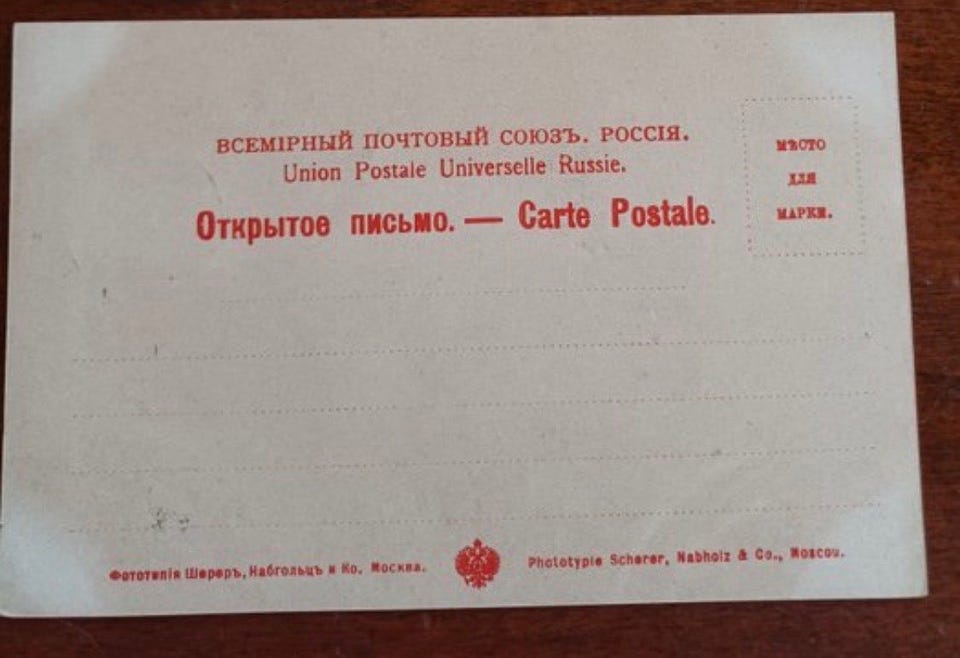 ВСЕМІРНЫЙ ПОЧТОВЫЙ СОЮЗЪ. РОССІЯ.
Union Postale Universelle Russie.
Открытое письмо. — Carte Postale.
МѢСТО
ДЛЯ
МАРКИ.
Фототипія Шереръ, Набгольцъ и Ко. Москва.
Phototypie Scherer, Nabholz & Co., Moscou.